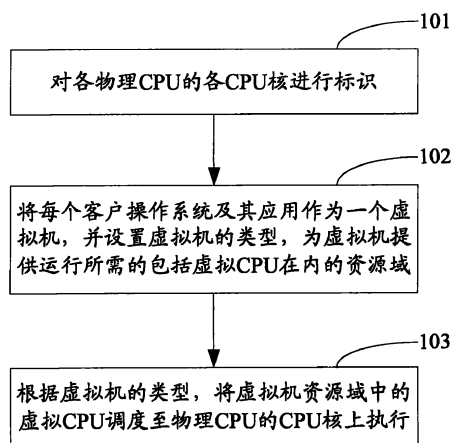 101
对各物理CPU的各CPU核进行标识
102
将每个客户操作系统及其应用作为一个虚
拟机，并设置虚拟机的类型，为虚拟机提
供运行所需的包括虚拟CPU在内的资源域
103
根据虚拟机的类型，将虚拟机资源域中的
虚拟CPU调度至物理CPU的CPU核上执行